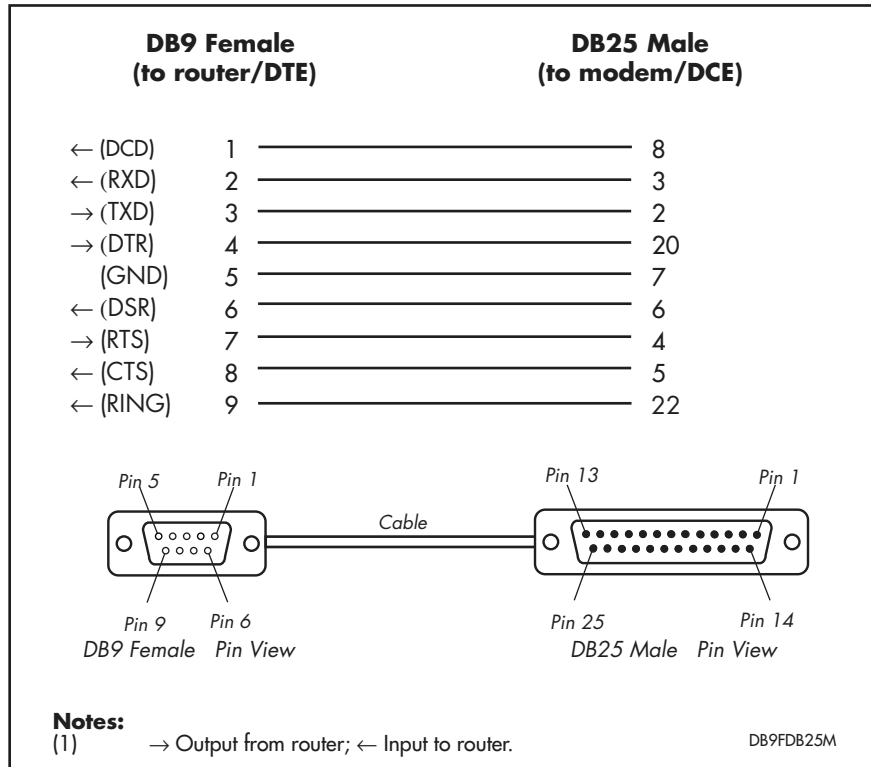 DB9 Female
(to router/DTE)
DB25 Male
(to modem/DCE)
← (DCD) 1 8
← (RXD) 2 3
→ (TXD) 3 2
→ (DTR) 4 20
(GND) 5 7
← (DSR) 6 6
→ (RTS) 7 4
← (CTS) 8 5
← (RING) 9 22
Pin 5 Pin 1
Pin 13 Pin 1
Cable
Pin 9 Pin 6
Pin 25 Pin 14
DB9 Female Pin View
DB25 Male Pin View
Notes:
(1) → Output from router; ← Input to router.
DB9FDB25M